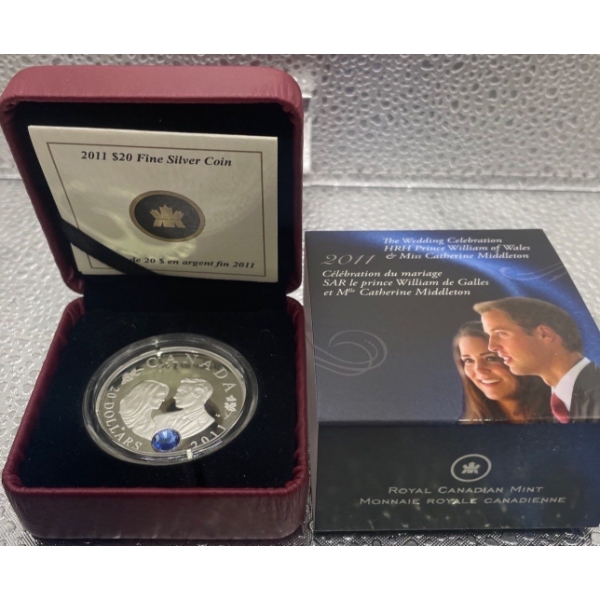 2011 $20 Fine Silver Coin
de 20 $ en argent fin 2011
CANADA
20 DOLLARS
2011
The Wedding Celebration
HRH Prince William of Wales
& Miss Catherine Middleton
2011
Célébration du mariage
SAR le prince William de Galles
et Mlle Catherine Middleton
ROYAL CANADIAN MINT
MONNAIE ROYALE CANADIENNE